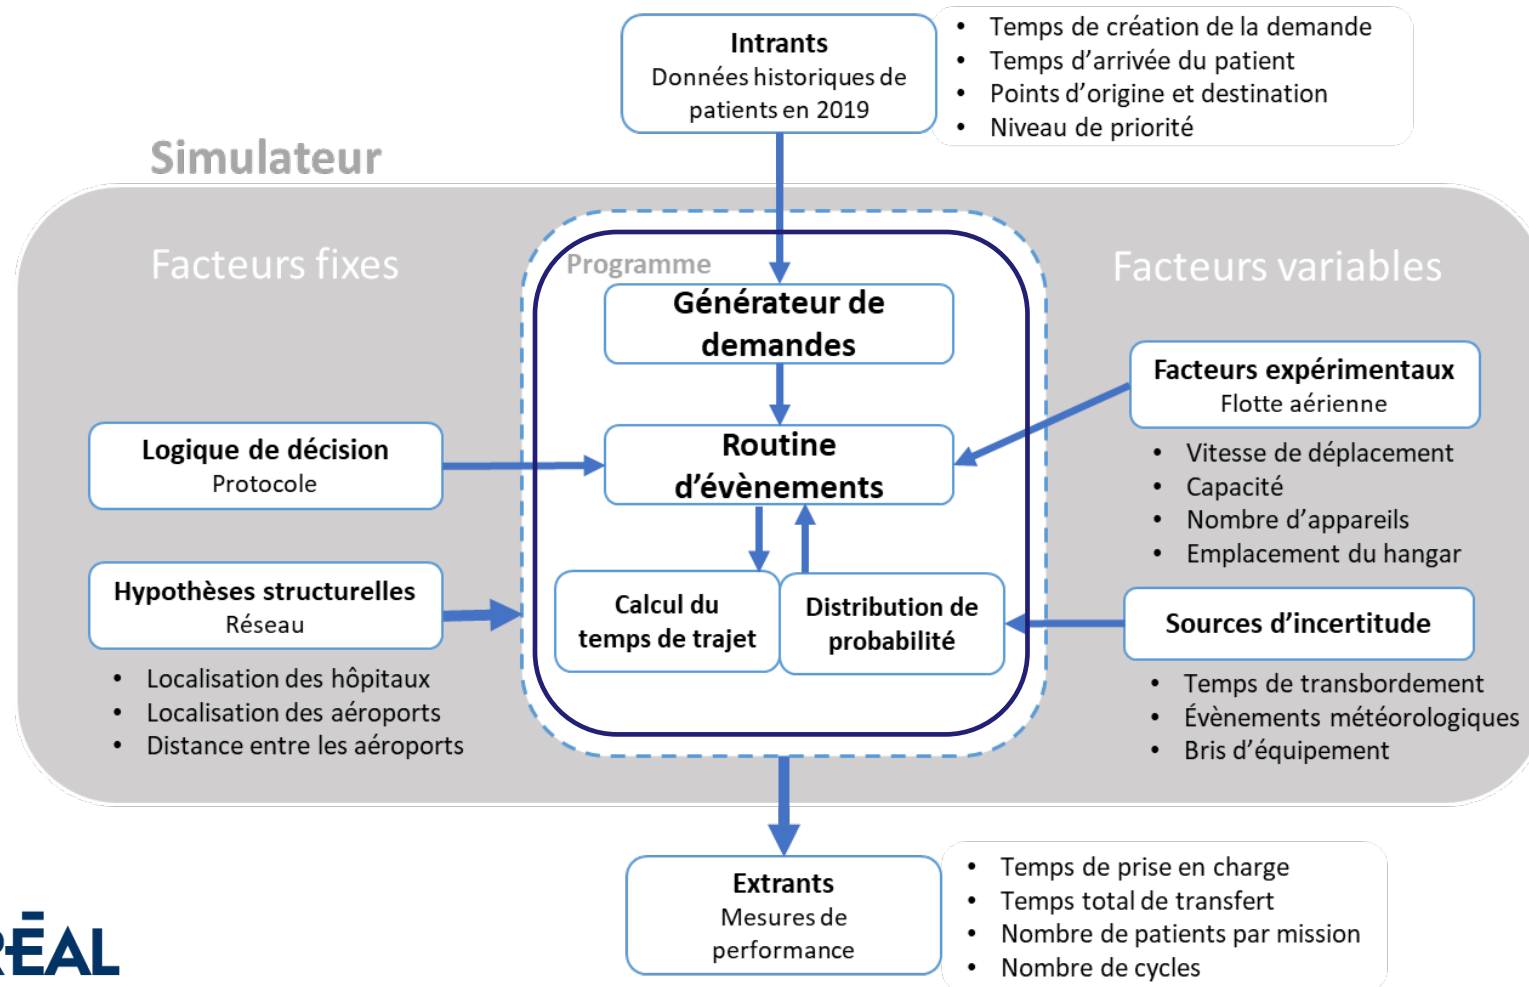 Intrants
Données historiques de
patients en 2019
• Temps de création de la demande
• Temps d’arrivée du patient
• Points d’origine et destination
• Niveau de priorité
Simulateur
Facteurs fixes
Programme
Facteurs variables
Générateur de
demandes
Facteurs expérimentaux
Flotte aérienne
Logique de décision
Protocole
Routine
d’évènements
• Vitesse de déplacement
• Capacité
• Nombre d’appareils
• Emplacement du hangar
Hypothèses structurelles
Réseau
Calcul du
temps de trajet
Distribution de
probabilité
Sources d’incertitude
• Localisation des hôpitaux
• Localisation des aéroports
• Distance entre les aéroports
• Temps de transbordement
• Évènements météorologiques
• Bris d’équipement
Extrants
Mesures de
performance
• Temps de prise en charge
• Temps total de transfert
• Nombre de patients par mission
• Nombre de cycles
RÉAL